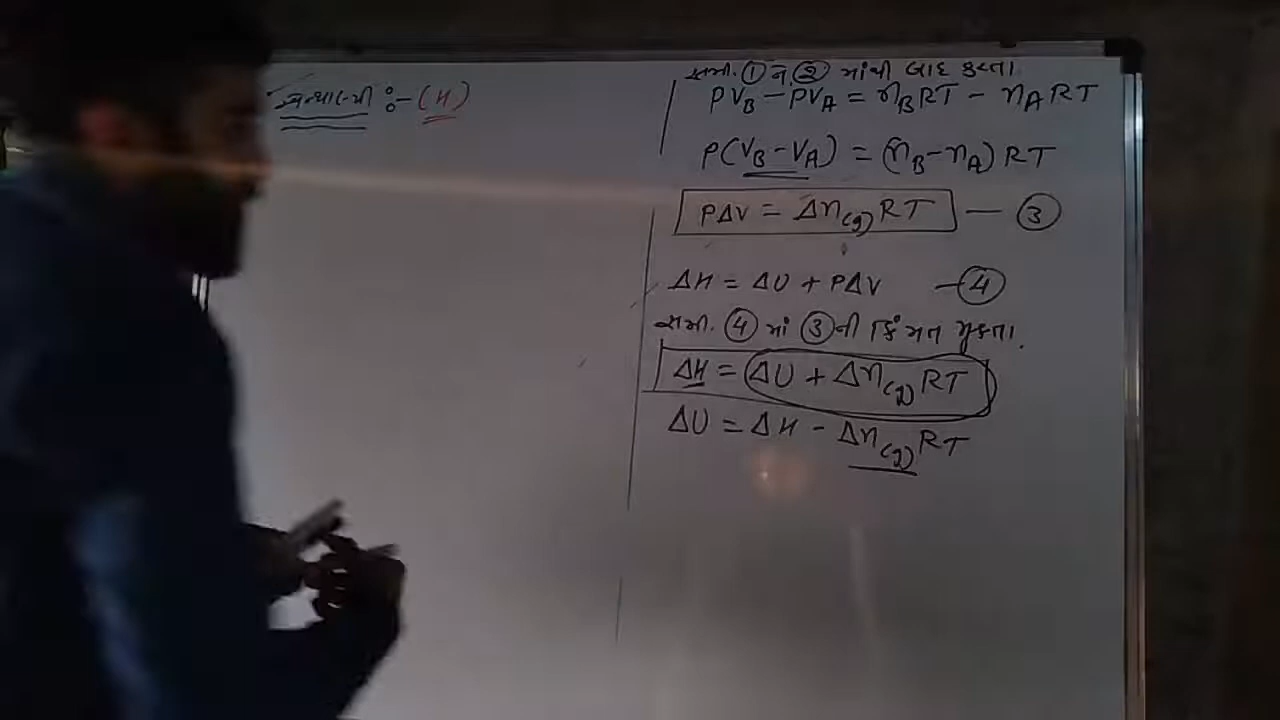 એન્થાલ્પી :- (H)
સમી. ① ને ② માંથી બાદ કરતા
PV_B - PV_A = n_B RT - n_A RT
P(V_B - V_A) = (n_B - n_A) RT
PΔV = Δn_(g) RT — ③
ΔH = ΔU + PΔV — ④
સમી. ④ માં ③ ની કિંમત મુકતા.
ΔH = ΔU + Δn_(g) RT
ΔU = ΔH - Δn_(g) RT